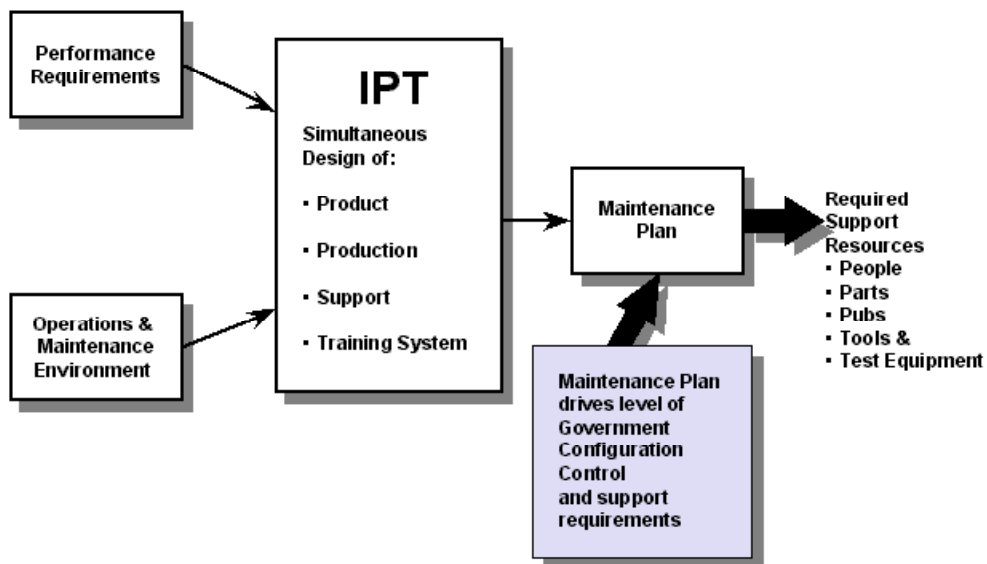 Performance
Requirements
Operations &
Maintenance
Environment
IPT
Simultaneous
Design of:
▪ Product
▪ Production
▪ Support
▪ Training System
Maintenance
Plan
Maintenance Plan
drives level of
Government
Configuration
Control
and support
requirements
Required
Support
Resources
▪ People
▪ Parts
▪ Pubs
▪ Tools &
▪ Test Equipment